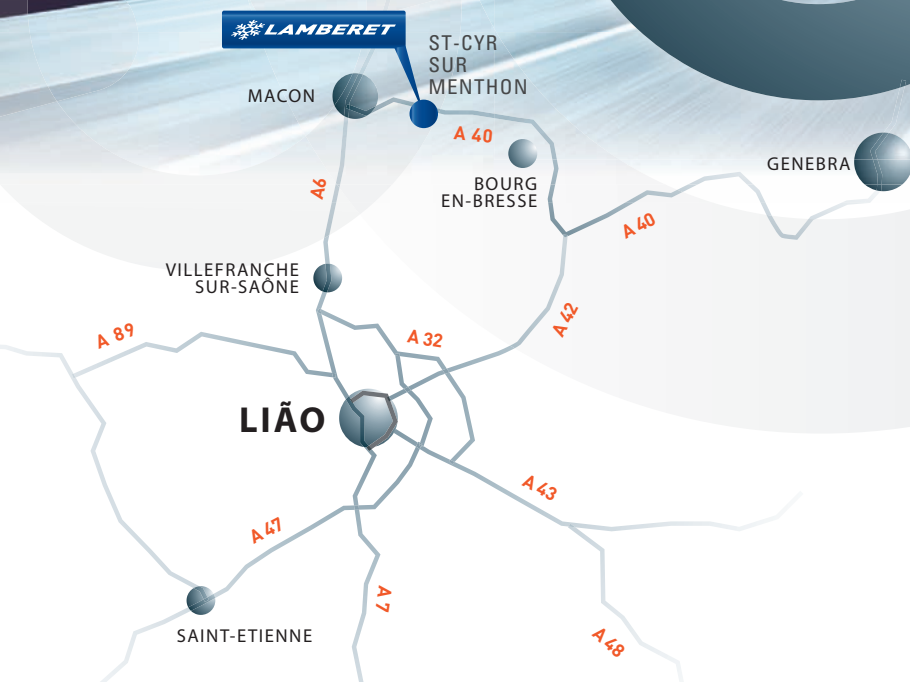 LAMBERET
ST-CYR
SUR
MENTHON
MACON
A 40
GENEBRA
BOURG
EN-BRESSE
A6
A 40
VILLEFRANCHE
SUR-SAÔNE
A 42
A 89
A 32
LIÃO
A 43
A 47
A 7
SAINT-ETIENNE
A 48